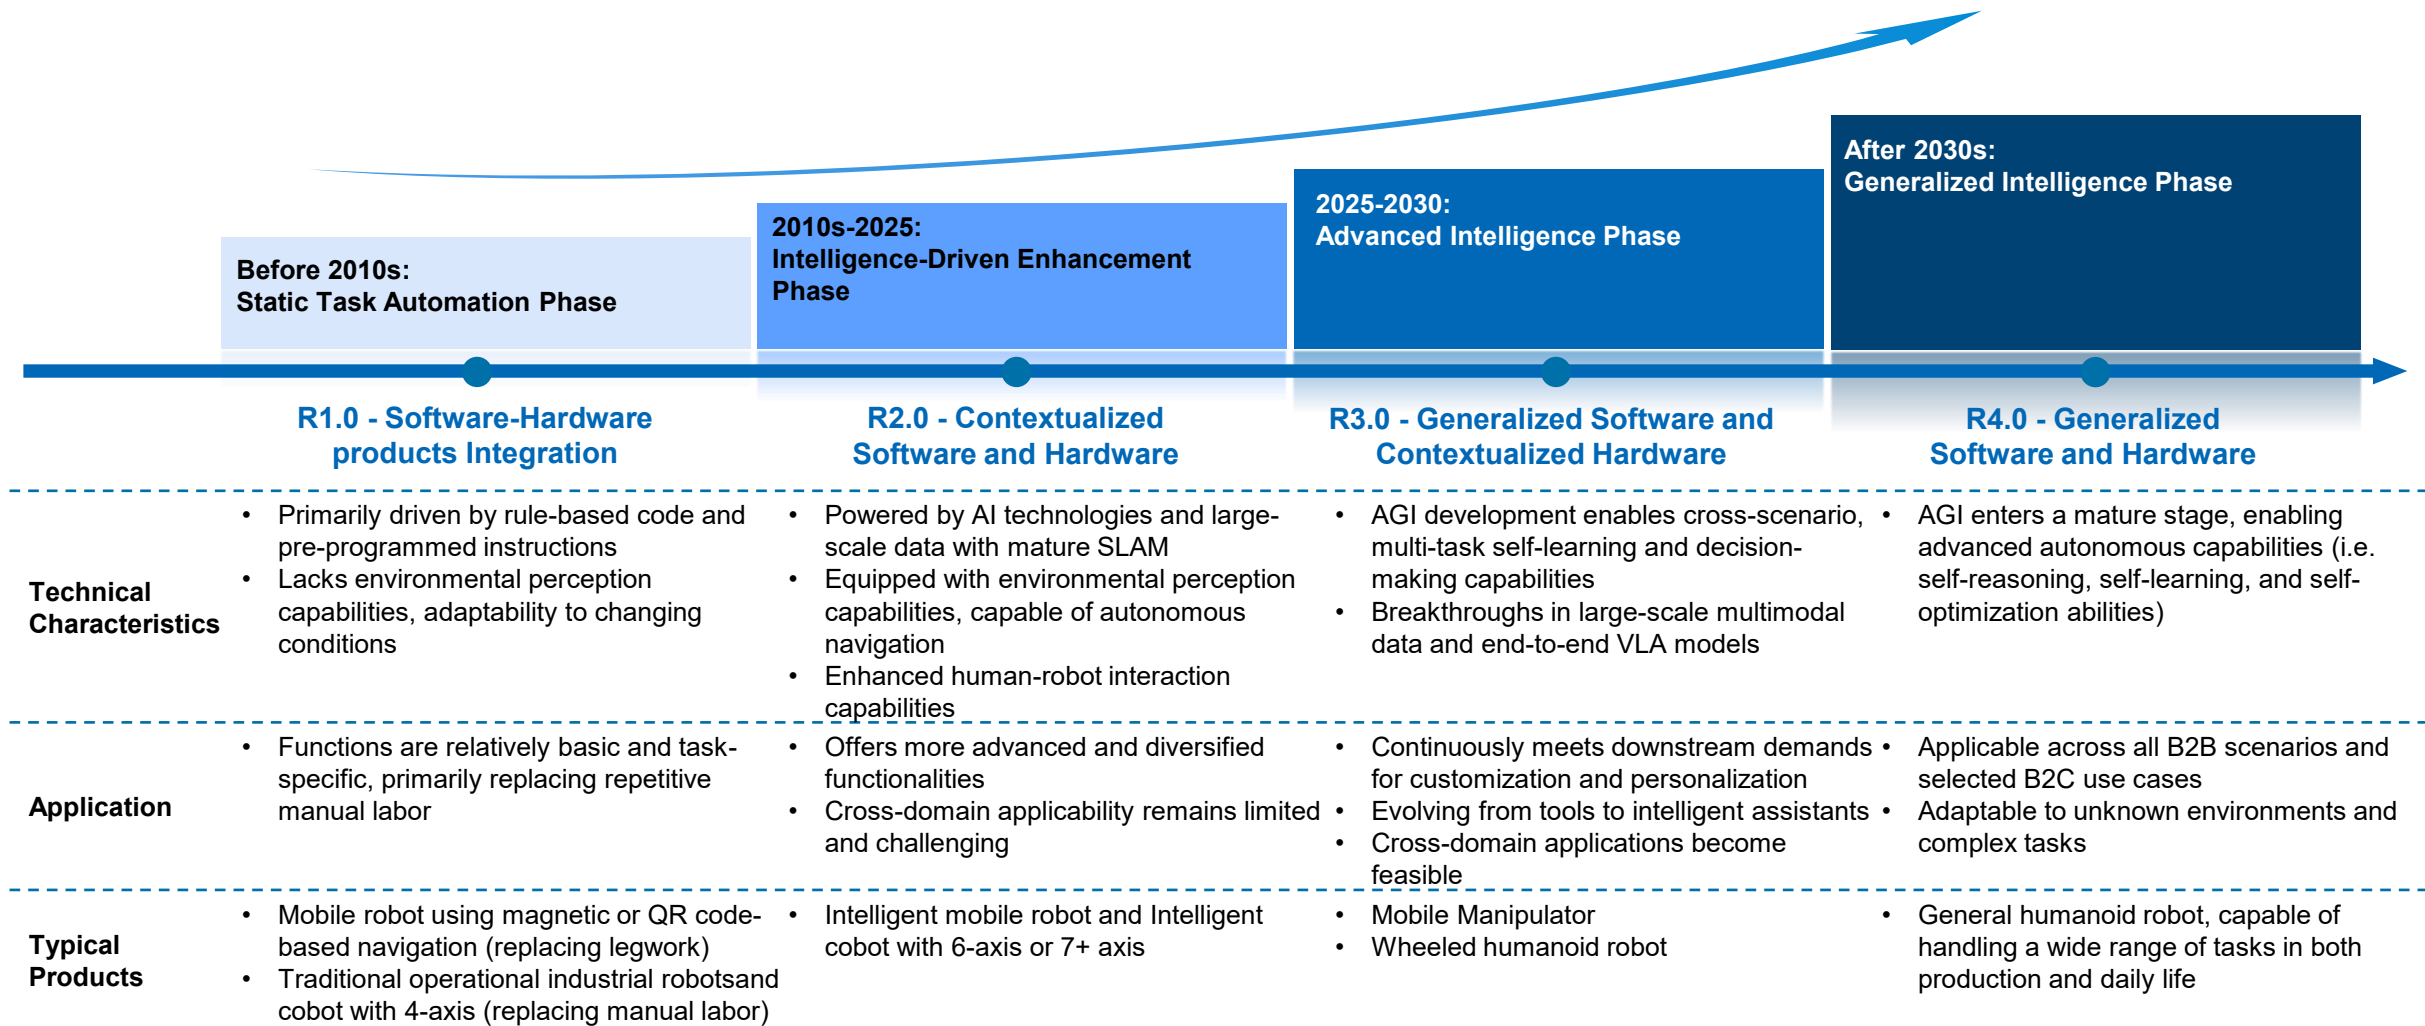 Before 2010s:
Static Task Automation Phase
2010s-2025:
Intelligence-Driven Enhancement
Phase
2025-2030:
Advanced Intelligence Phase
After 2030s:
Generalized Intelligence Phase
R1.0 - Software-Hardware
products Integration
R2.0 - Contextualized
Software and Hardware
R3.0 - Generalized Software and
Contextualized Hardware
R4.0 - Generalized
Software and Hardware
Technical
Characteristics
• Primarily driven by rule-based code and
pre-programmed instructions
• Lacks environmental perception
capabilities, adaptability to changing
conditions
• Powered by AI technologies and large-
scale data with mature SLAM
• Equipped with environmental perception
capabilities, capable of autonomous
navigation
• Enhanced human-robot interaction
capabilities
• AGI development enables cross-scenario,
multi-task self-learning and decision-
making capabilities
• Breakthroughs in large-scale multimodal
data and end-to-end VLA models
• AGI enters a mature stage, enabling
advanced autonomous capabilities (i.e.
self-reasoning, self-learning, and self-
optimization abilities)
Application
• Functions are relatively basic and task-
specific, primarily replacing repetitive
manual labor
• Offers more advanced and diversified
functionalities
• Cross-domain applicability remains limited
and challenging
• Continuously meets downstream demands
for customization and personalization
• Evolving from tools to intelligent assistants
• Cross-domain applications become
feasible
• Applicable across all B2B scenarios and
selected B2C use cases
• Adaptable to unknown environments and
complex tasks
Typical
Products
• Mobile robot using magnetic or QR code-
based navigation (replacing legwork)
• Traditional operational industrial robotsand
cobot with 4-axis (replacing manual labor)
• Intelligent mobile robot and Intelligent
cobot with 6-axis or 7+ axis
• Mobile Manipulator
• Wheeled humanoid robot
• General humanoid robot, capable of
handling a wide range of tasks in both
production and daily life